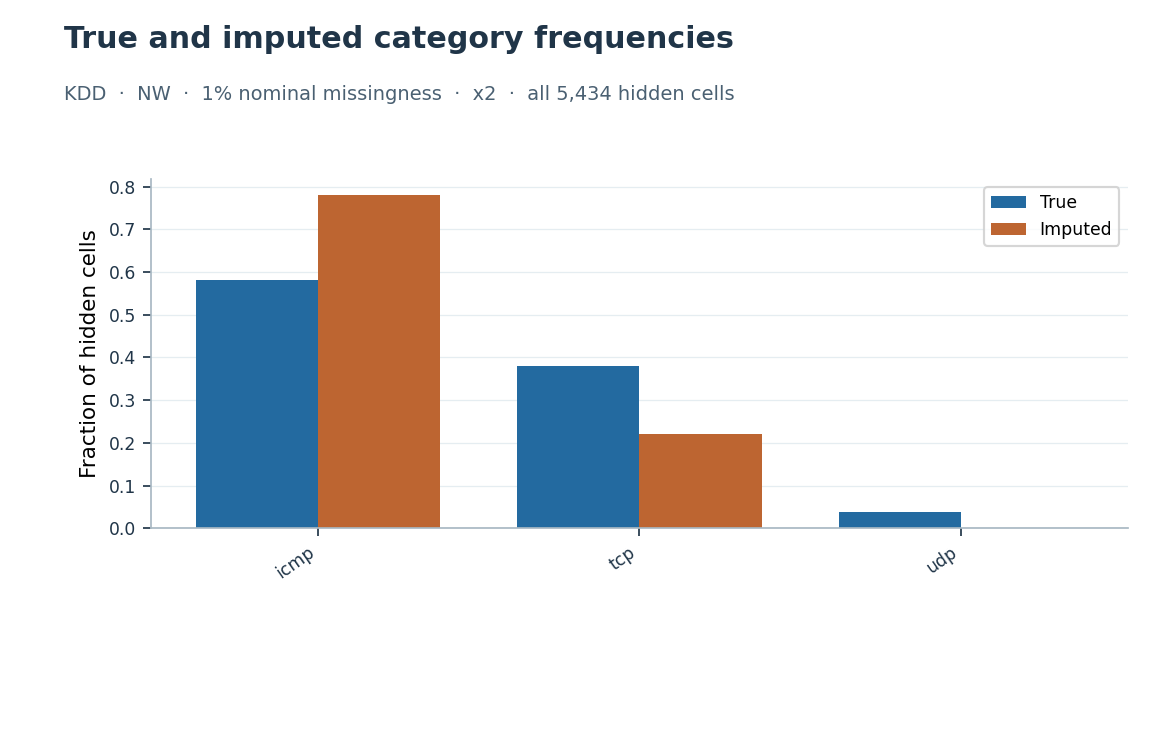 True and imputed category frequencies
KDD · NW · 1% nominal missingness · x2 · all 5,434 hidden cells
Fraction of hidden cells
0.8
0.7
0.6
0.5
0.4
0.3
0.2
0.1
0.0
True
Imputed
icmp
tcp
udp